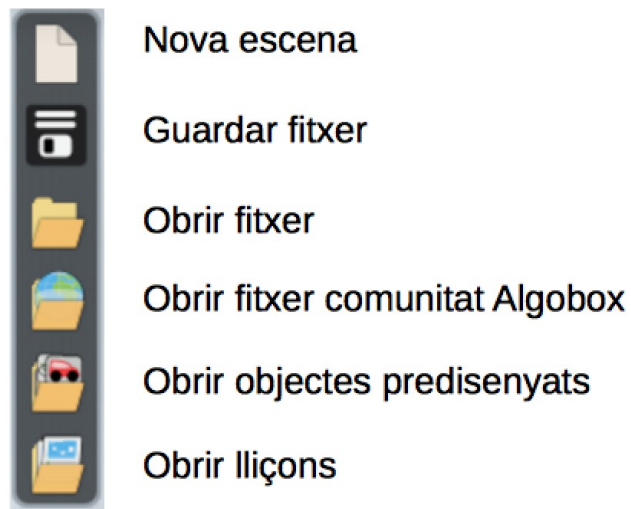 Nova escena
Guardar fitxer
Obrir fitxer
Obrir fitxer comunitat Algobox
Obrir objectes predisenyats
Obrir lliçons